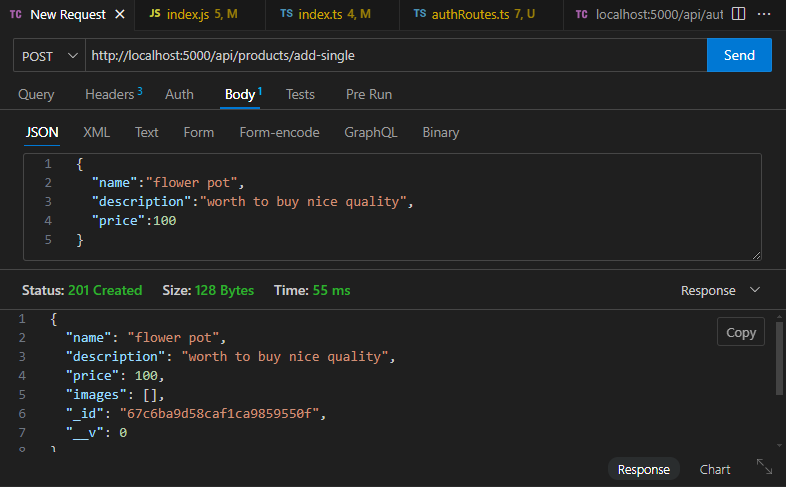 TC New Request × JS index.js 5, M TS index.ts 4, M TS authRoutes.ts 7, U TC localhost:5000/api/aut
POST http://localhost:5000/api/products/add-single Send
Query Headers 3 Auth Body 1 Tests Pre Run
JSON XML Text Form Form-encode GraphQL Binary
1 {
2 "name":"flower pot",
3 "description":"worth to buy nice quality",
4 "price":100
5 }
Status: 201 Created Size: 128 Bytes Time: 55 ms Response
1 {
2 "name": "flower pot",
3 "description": "worth to buy nice quality",
4 "price": 100,
5 "images": [],
6 "_id": "67c6ba9d58caf1ca9859550f",
7 "__v": 0
8 }
Copy
Response Chart